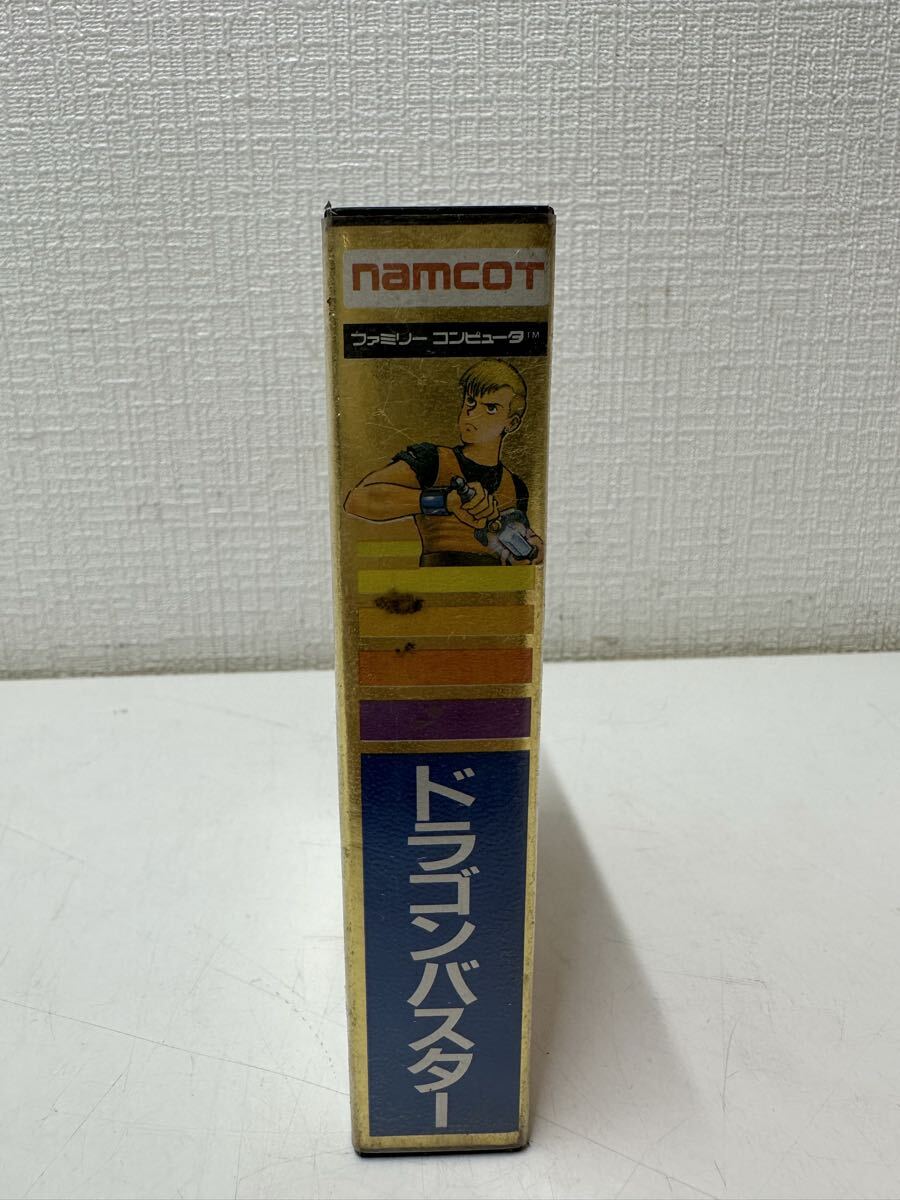 namcot
ファミリー コンピュータ™
ドラゴンバスター